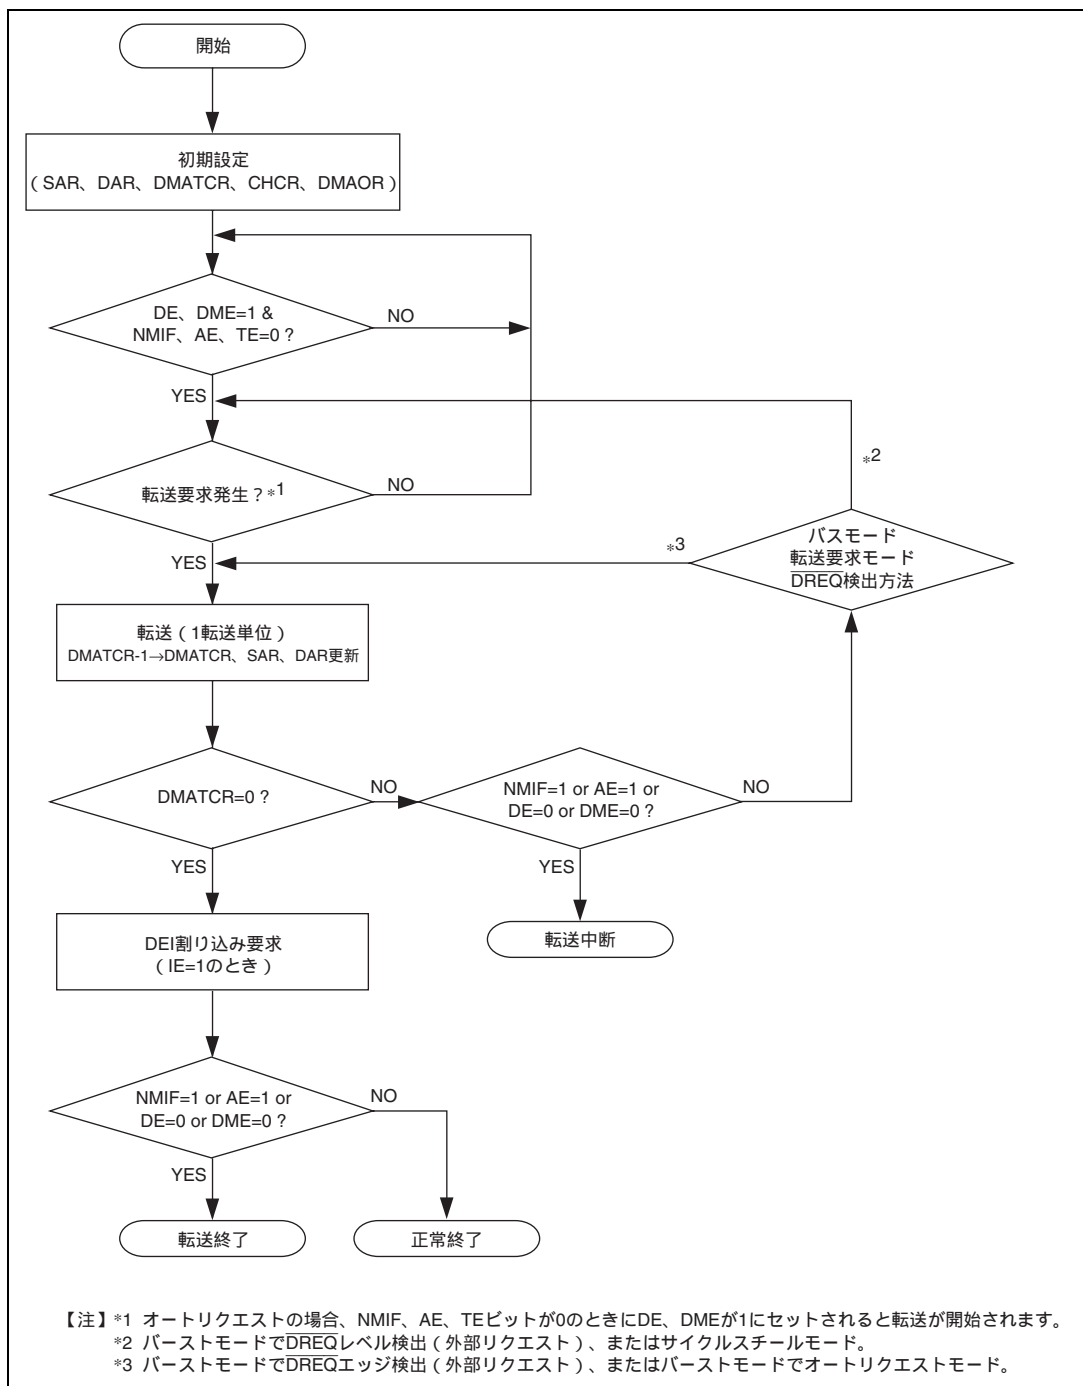 開始
初期設定
（SAR、DAR、DMATCR、CHCR、DMAOR）
DE、DME=1 &
NMIF、AE、TE=0？
NO
YES
転送要求発生？*1
NO
*2
バスモード
転送要求モード
DREQ検出方法
*3
YES
転送（1転送単位）
DMATCR-1→DMATCR、SAR、DAR更新
DMATCR=0？
NO
NMIF=1 or AE=1 or
DE=0 or DME=0？
NO
YES
YES
転送中断
DEI割り込み要求
（IE=1のとき）
NMIF=1 or AE=1 or
DE=0 or DME=0？
NO
YES
転送終了
正常終了
【注】*1 オートリクエストの場合、NMIF、AE、TEビットが0のときにDE、DMEが1にセットされると転送が開始されます。
*2 バーストモードでDREQレベル検出（外部リクエスト）、またはサイクルスチールモード。
*3 バーストモードでDREQエッジ検出（外部リクエスト）、またはバーストモードでオートリクエストモード。